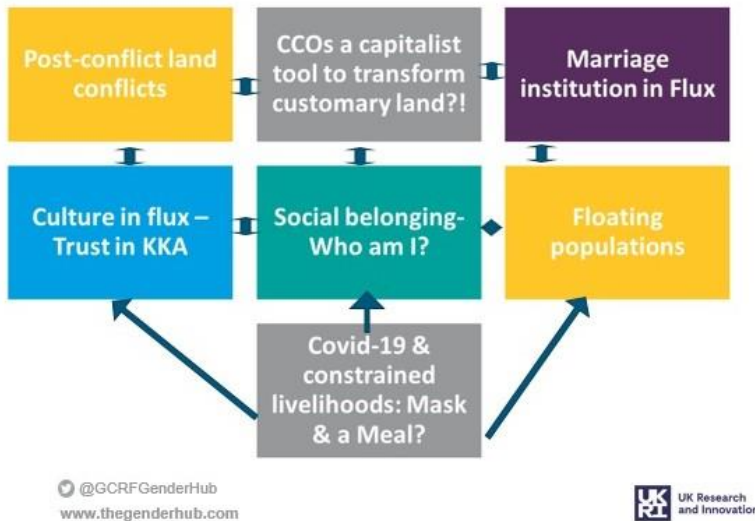 Post-conflict land
conflicts
CCOs a capitalist
tool to transform
customary land?!
Marriage
institution in Flux
Culture in flux –
Trust in KKA
Social belonging-
Who am I?
Floating
populations
Covid-19 &
constrained
livelihoods: Mask
& a Meal?
@GCRFGenderHub
www.thegenderhub.com
UK
RI
UK Research
and Innovation